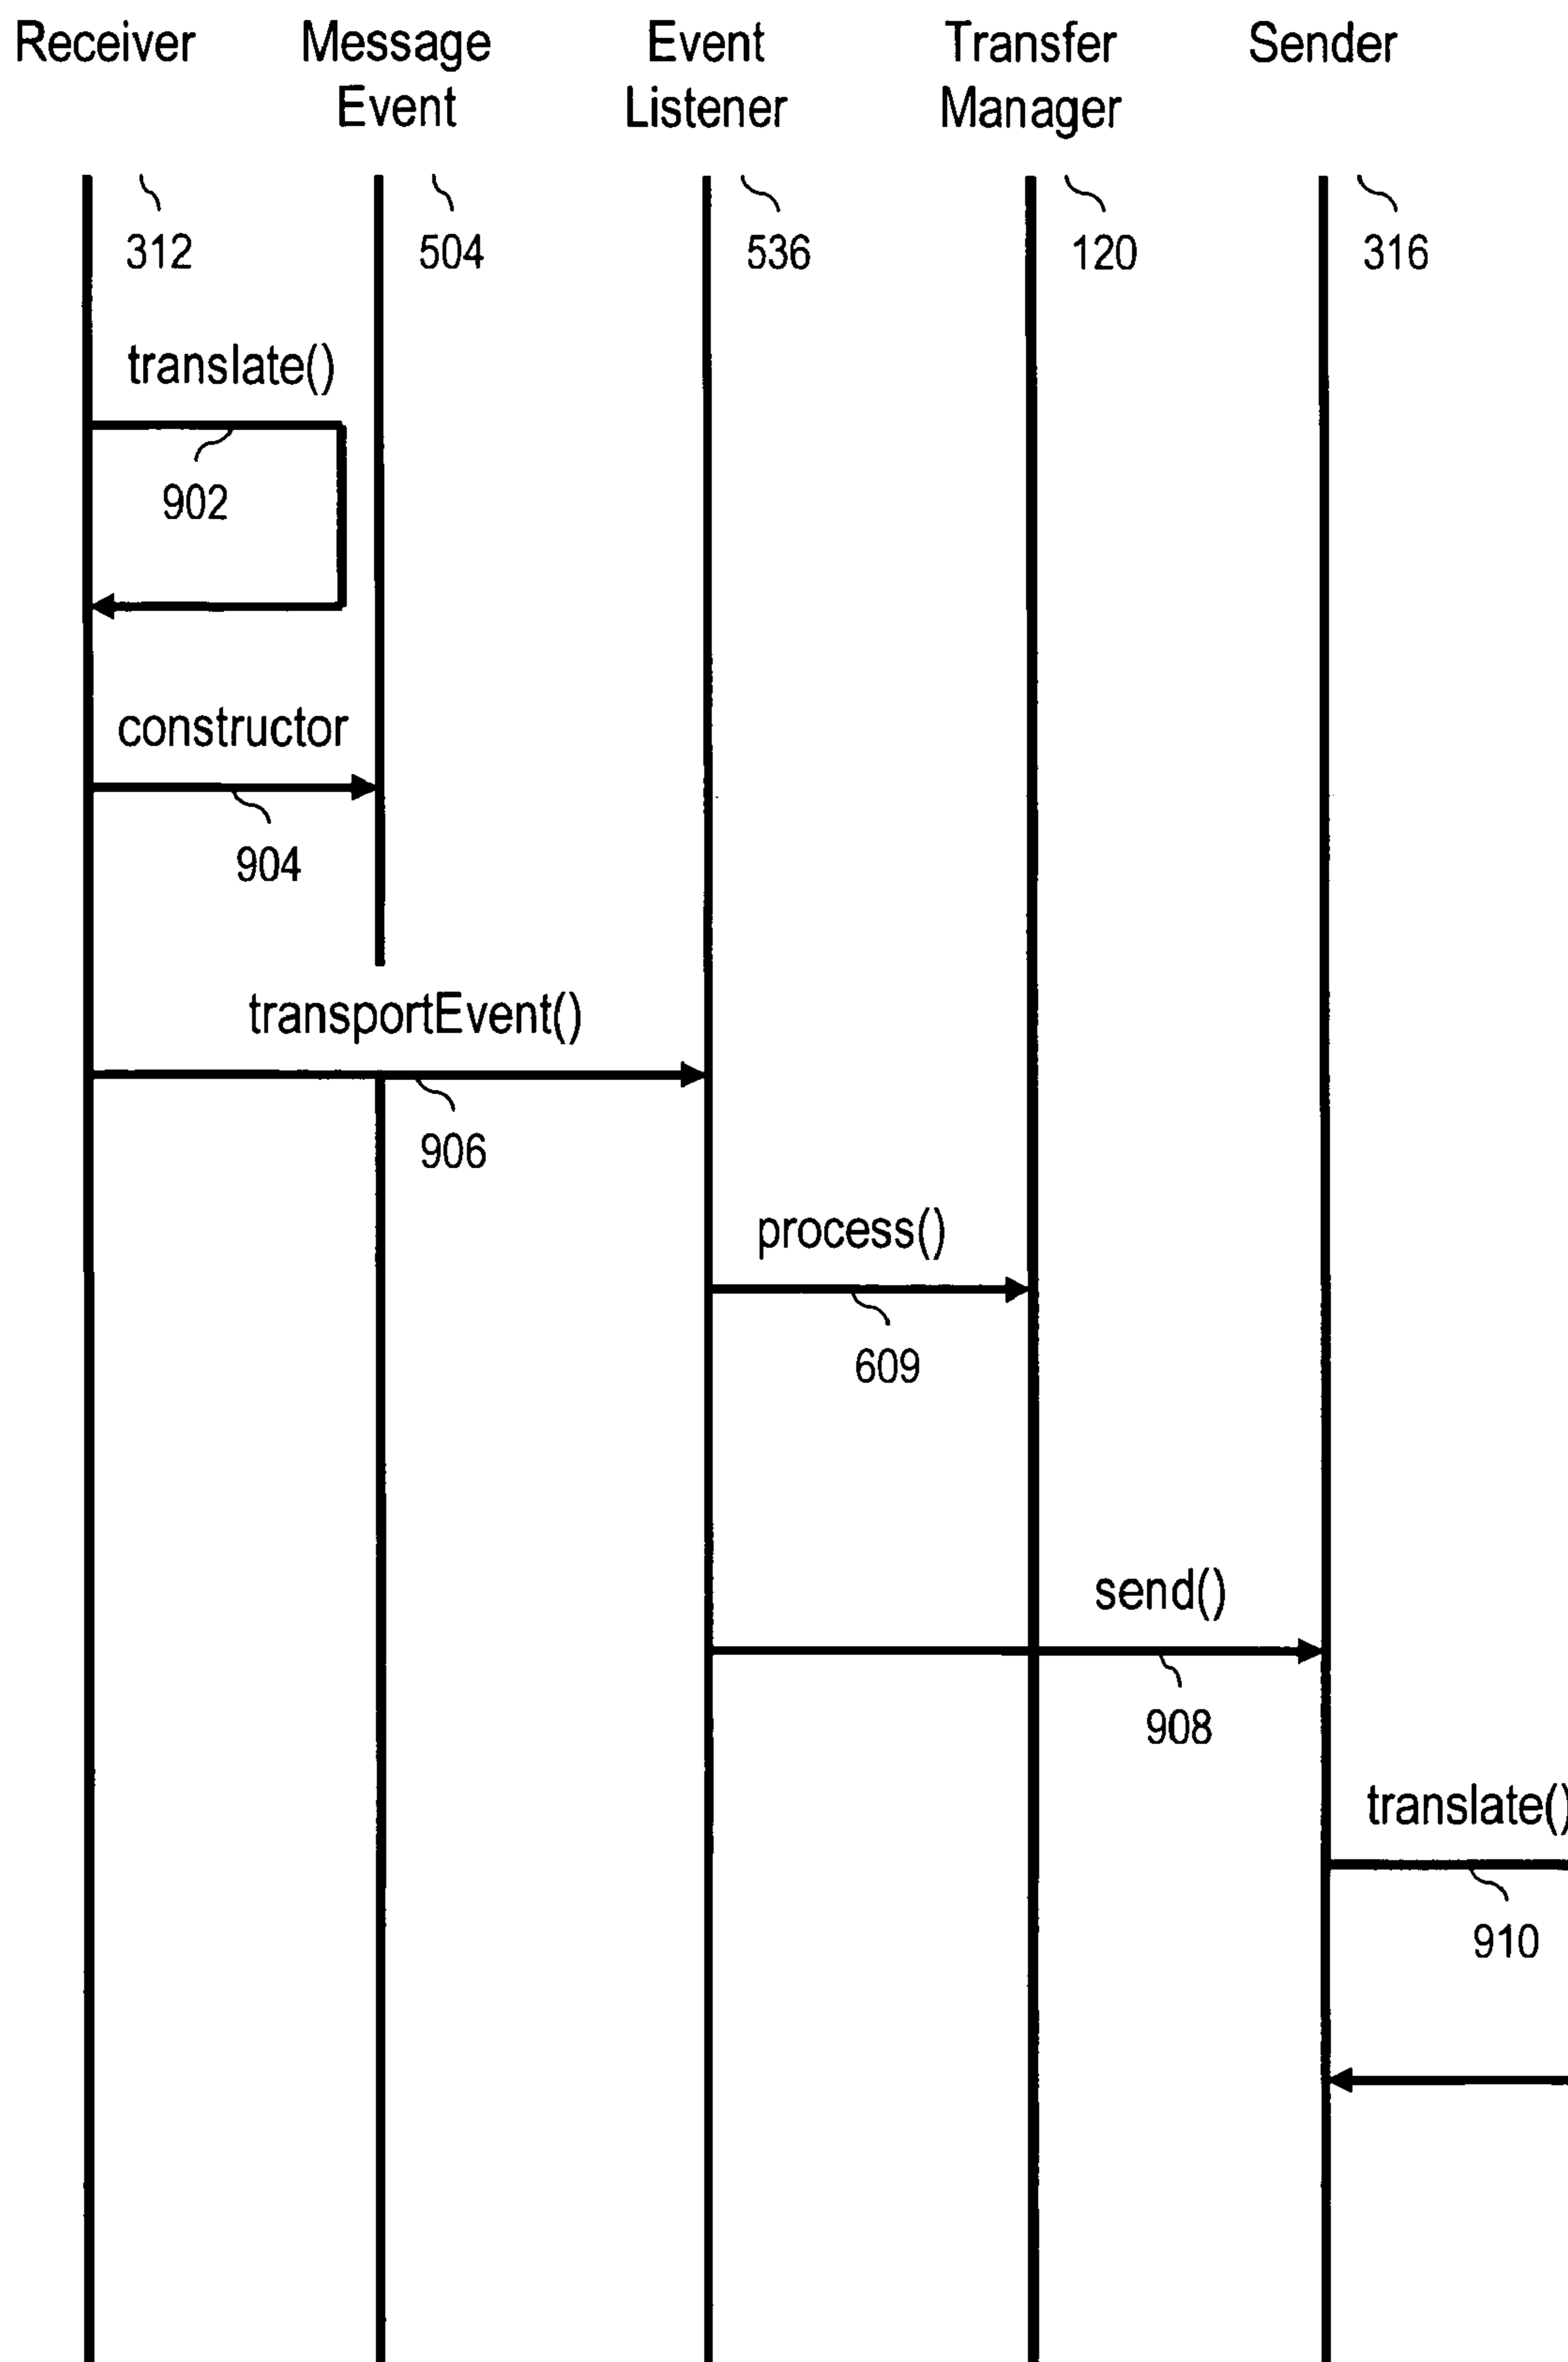 Receiver
Message
Event
Event
Listener
Transfer
Manager
Sender
312
504
536
120
316
translate()
902
constructor
904
transportEvent()
906
process()
609
send()
908
translate()
910